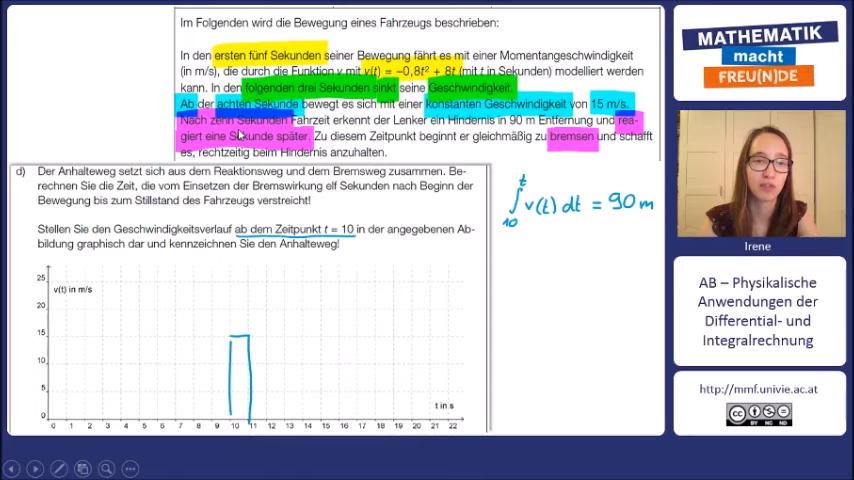 Im Folgenden wird die Bewegung eines Fahrzeugs beschrieben:
In den ersten fünf Sekunden seiner Bewegung fährt es mit einer Momentangeschwindigkeit
(in m/s), die durch die Funktion v mit v(t) = −0,8t² + 8t (mit t in Sekunden) modelliert werden
kann. In den folgenden drei Sekunden sinkt seine Geschwindigkeit.
Ab der achten Sekunde bewegt es sich mit einer konstanten Geschwindigkeit von 15 m/s.
Nach zehn Sekunden Fahrzeit erkennt der Lenker ein Hindernis in 90 m Entfernung und rea-
giert eine Sekunde später. Zu diesem Zeitpunkt beginnt er gleichmäßig zu bremsen und schafft
es, rechtzeitig beim Hindernis anzuhalten.
d) Der Anhalteweg setzt sich aus dem Reaktionsweg und dem Bremsweg zusammen. Be-
rechnen Sie die Zeit, die vom Einsetzen der Bremswirkung elf Sekunden nach Beginn der
Bewegung bis zum Stillstand des Fahrzeugs verstreicht!
Stellen Sie den Geschwindigkeitsverlauf ab dem Zeitpunkt t = 10 in der angegebenen Ab-
bildung graphisch dar und kennzeichnen Sie den Anhalteweg!
25
v(t) in m/s
20
15
10
5
0
t in s
0 1 2 3 4 5 6 7 8 9 10 11 12 13 14 15 16 17 18 19 20 21 22
t
∫ v(t) dt = 90 m
10
MATHEMATIK
macht
FREU(N)DE
Irene
AB – Physikalische
Anwendungen der
Differential- und
Integralrechnung
http://mmf.univie.ac.at
cc
BY NC ND